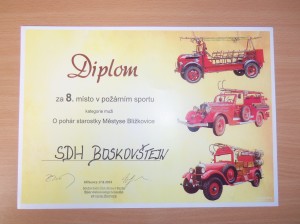 Diplom
za 8. místo v požárním sportu
kategorie muži
O pohár starostky Městyse Blížkovice
SDH BOSKOVŠTEJN